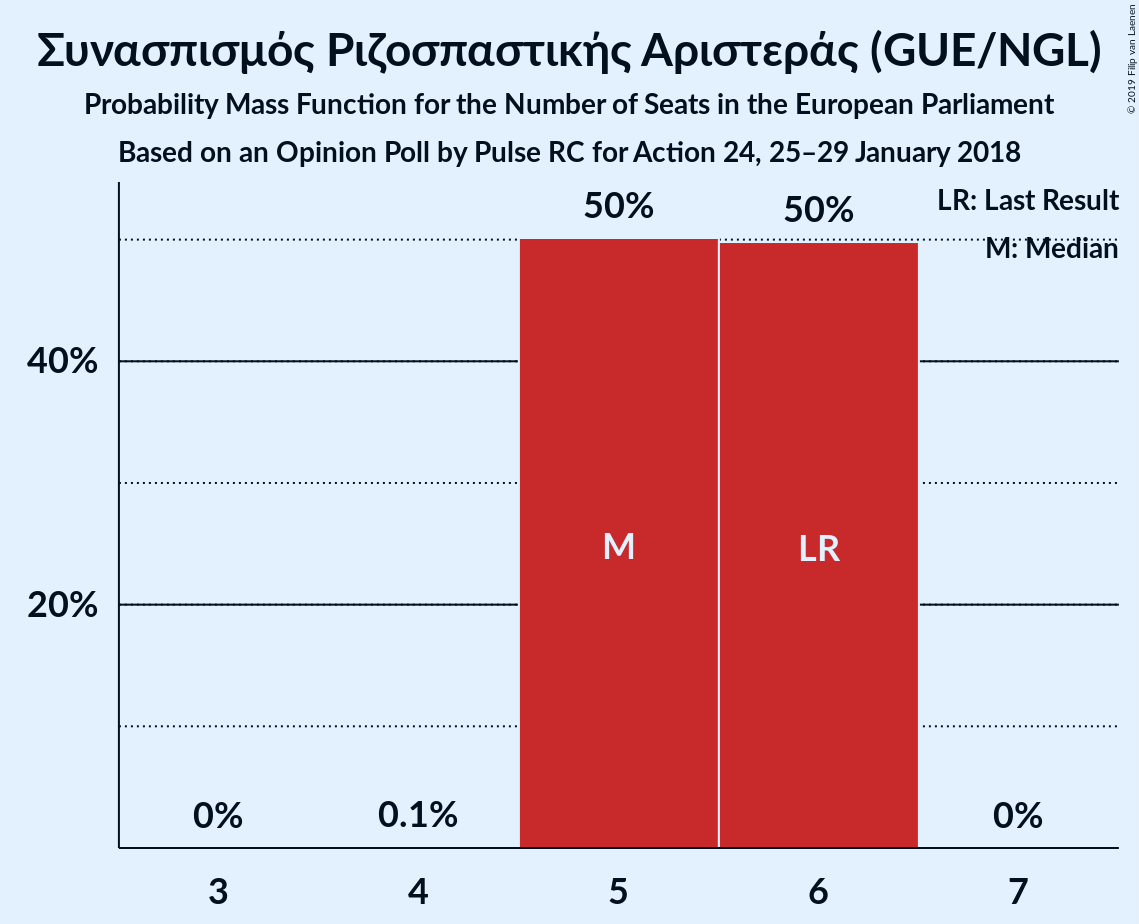 Συνασπισμός Ριζοσπαστικής Αριστεράς (GUE/NGL)
Probability Mass Function for the Number of Seats in the European Parliament
Based on an Opinion Poll by Pulse RC for Action 24, 25–29 January 2018
© 2019 Filip van Laenen
LR: Last Result
M: Median
50%
50%
40%
20%
M
LR
0%
0.1%
0%
3
4
5
6
7